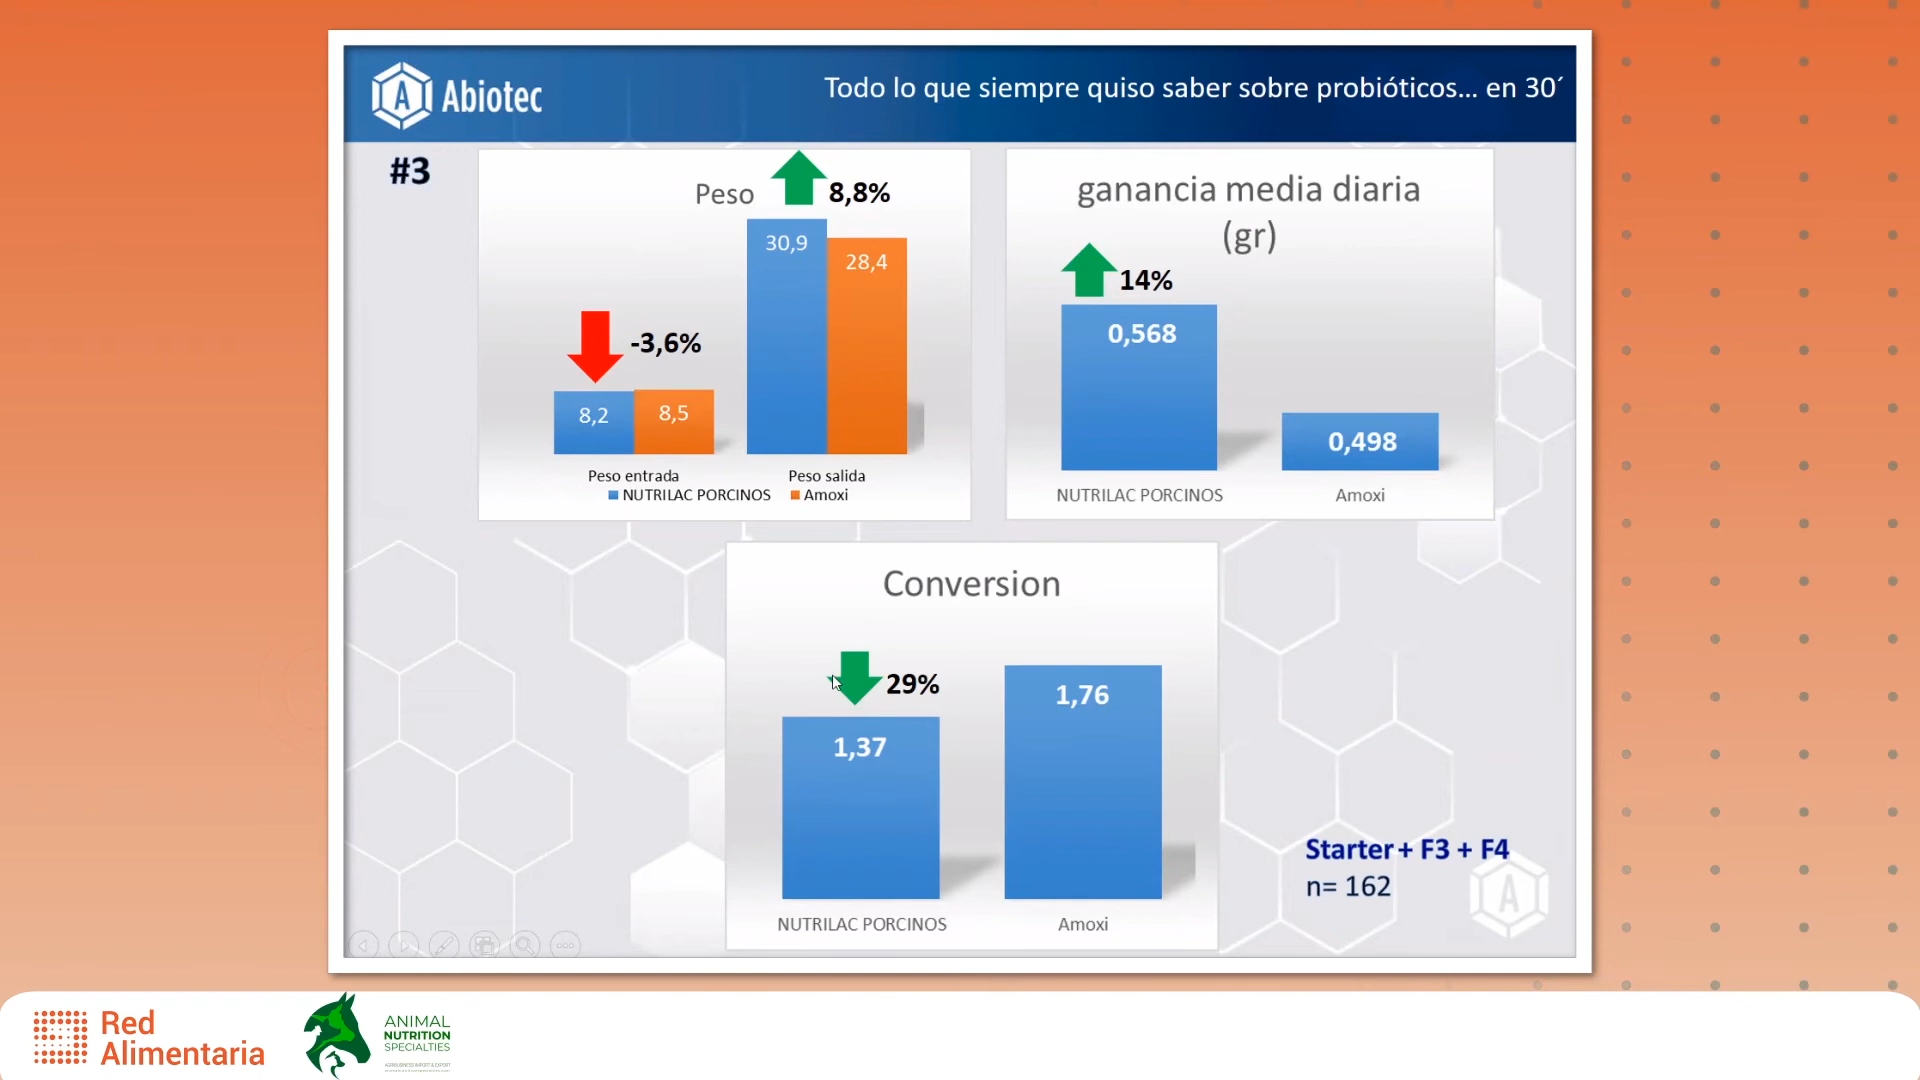 Abiotec
Todo lo que siempre quiso saber sobre probióticos... en 30´
#3
Peso
8,8%
30,9
28,4
-3,6%
8,2
8,5
Peso entrada
Peso salida
NUTRILAC PORCINOS
Amoxi
ganancia media diaria
(gr)
14%
0,568
0,498
NUTRILAC PORCINOS
Amoxi
Conversion
29%
1,37
1,76
NUTRILAC PORCINOS
Amoxi
Starter + F3 + F4
n= 162
A
Red
Alimentaria
ANIMAL
NUTRITION
SPECIALTIES